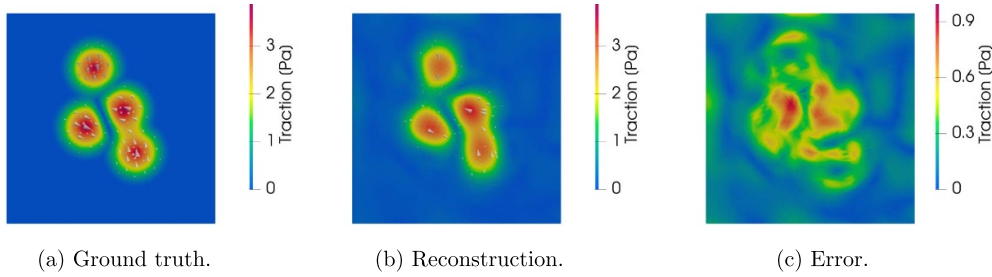 3
2
1
0
Traction (Pa)
3
2
1
0
Traction (Pa)
0.9
0.6
0.3
0
Traction (Pa)
(a) Ground truth.
(b) Reconstruction.
(c) Error.